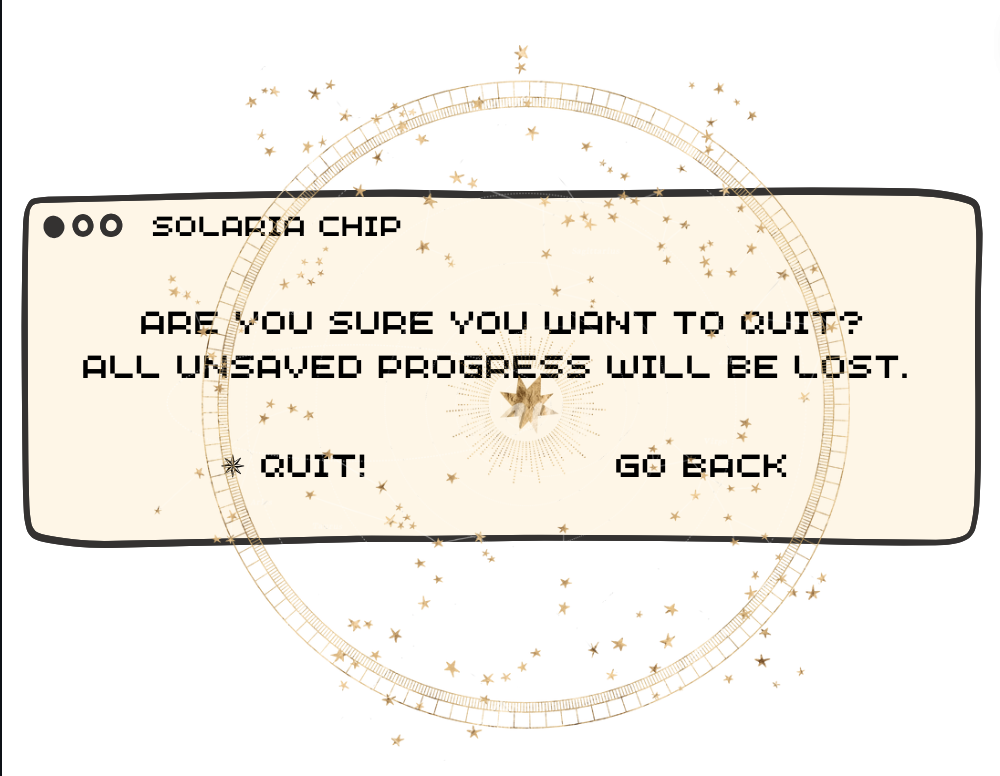 SOLARIA CHIP
ARE YOU SURE YOU WANT TO QUIT?
ALL UNSAVED PROGRESS WILL BE LOST.
QUIT! GO BACK